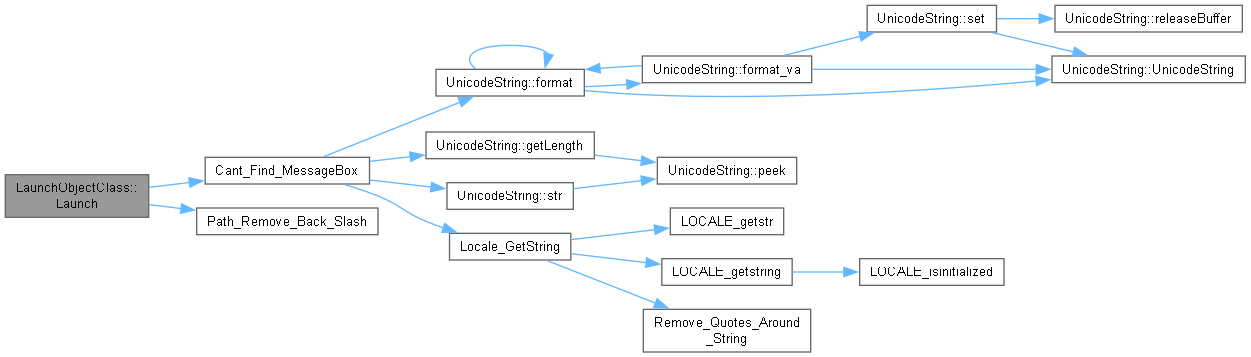 LaunchObjectClass::
Launch
Cant_Find_MessageBox
Path_Remove_Back_Slash
UnicodeString::format
UnicodeString::getLength
UnicodeString::str
Locale_GetString
UnicodeString::format_va
UnicodeString::peek
LOCALE_getstr
LOCALE_getstring
Remove_Quotes_Around
_String
UnicodeString::set
LOCALE_isinitialized
UnicodeString::releaseBuffer
UnicodeString::UnicodeString